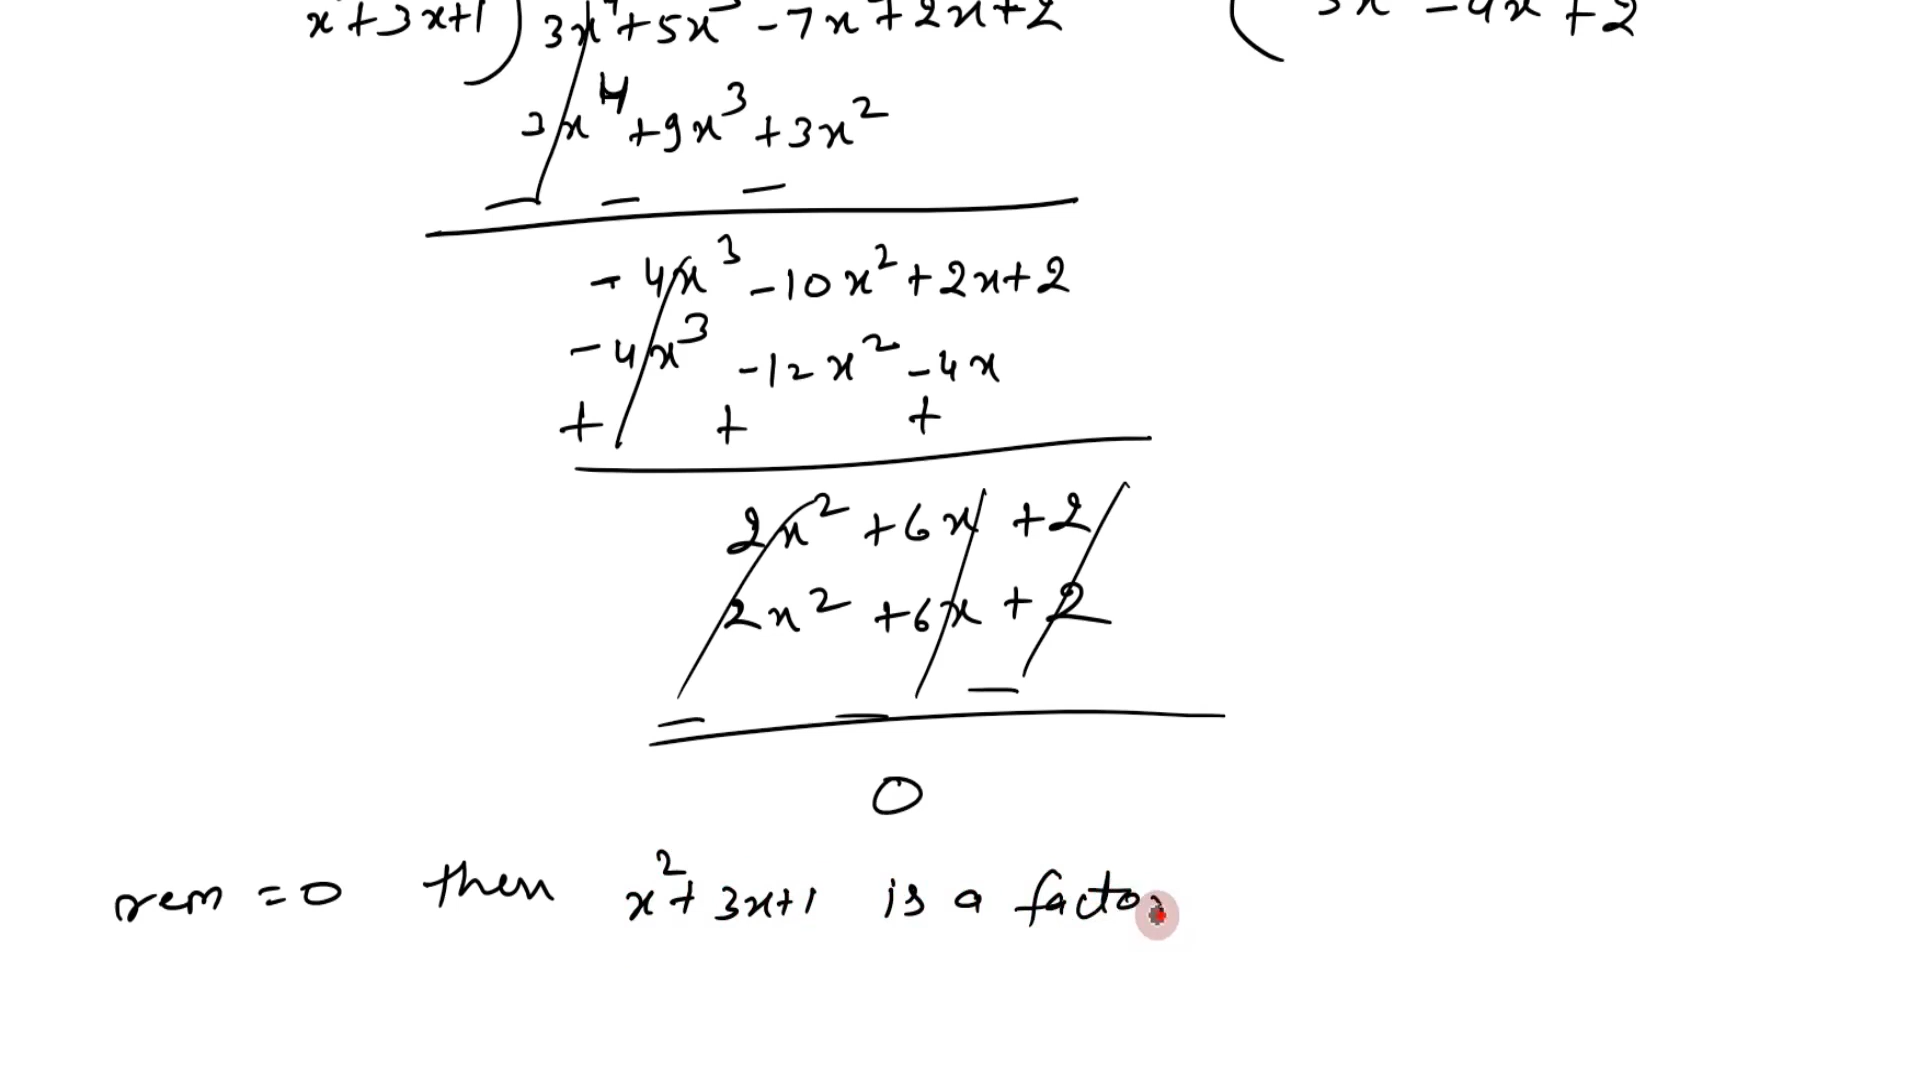 x²+3x+1) 3x⁴+5x³-7x²+2x+2 ( 3x²-4x+2
3x⁴+9x³+3x²
- - -
-4x³-10x²+2x+2
-4x³-12x²-4x
+ + +
2x²+6x+2
2x²+6x+2
- - -
0
rem=0 then x²+3x+1 is a factor